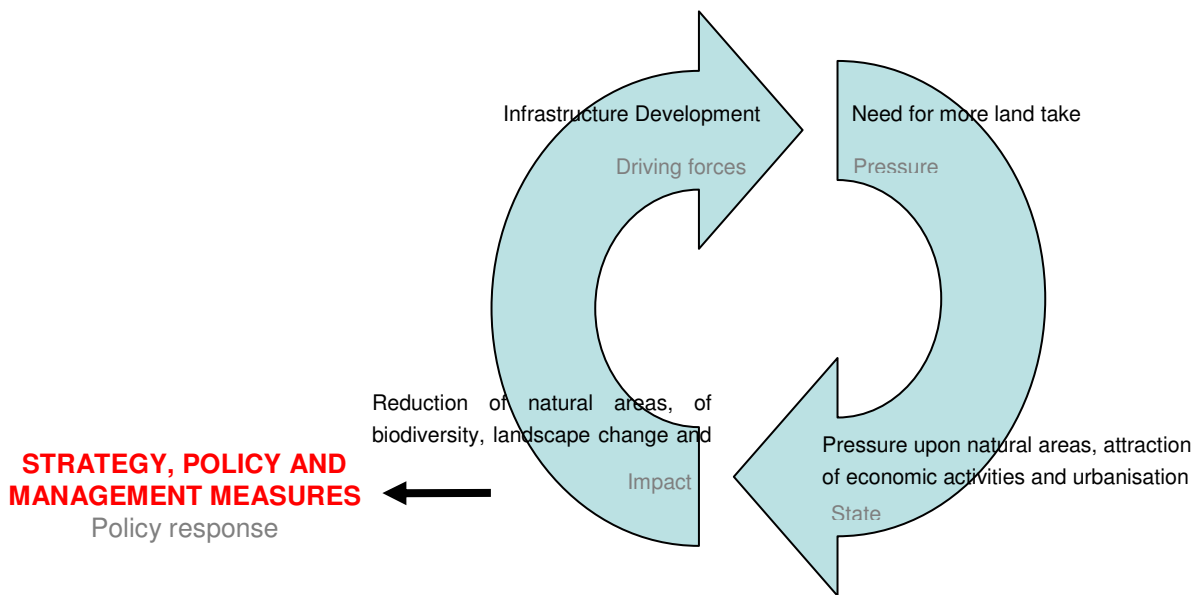 Infrastructure Development
Driving forces
Need for more land take
Pressure
Reduction of natural areas, of
biodiversity, landscape change and
Impact
Pressure upon natural areas, attraction
of economic activities and urbanisation
State
STRATEGY, POLICY AND
MANAGEMENT MEASURES
Policy response